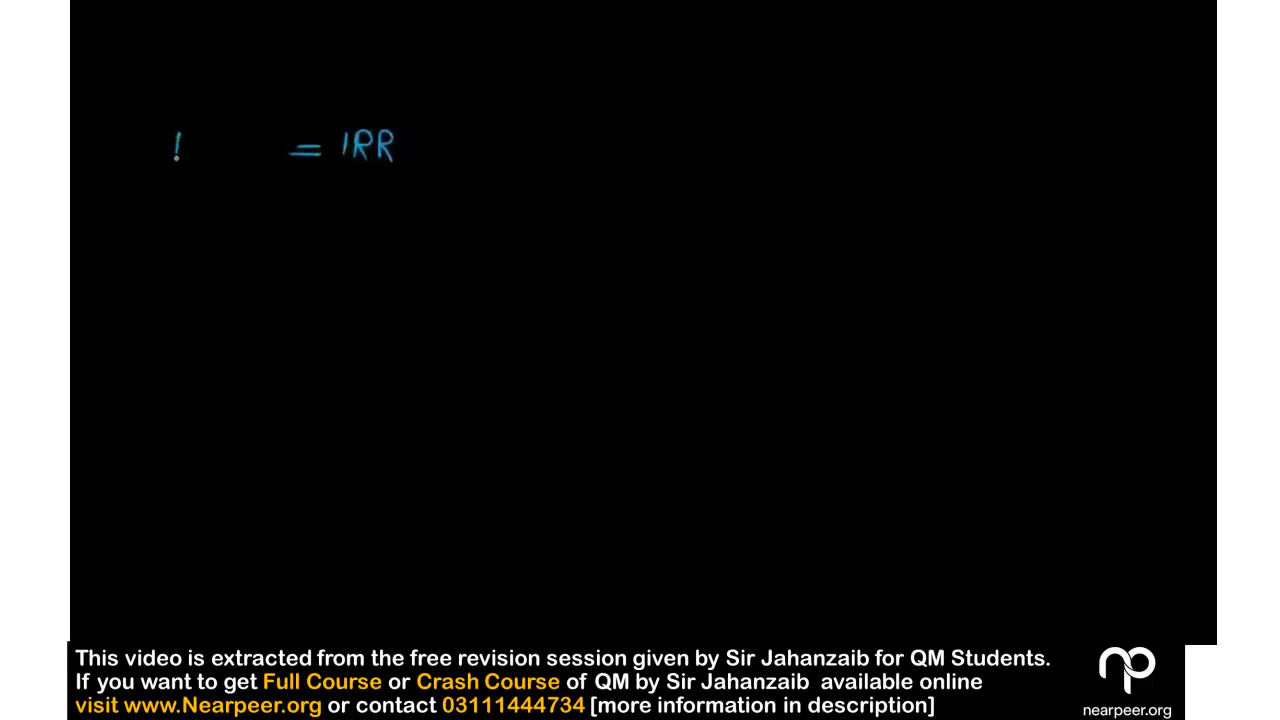 ! = IRR
This video is extracted from the free revision session given by Sir Jahanzaib for QM Students.
If you want to get Full Course or Crash Course of QM by Sir Jahanzaib available online
visit www.Nearpeer.org or contact 03111444734 [more information in description]
np
nearpeer.org